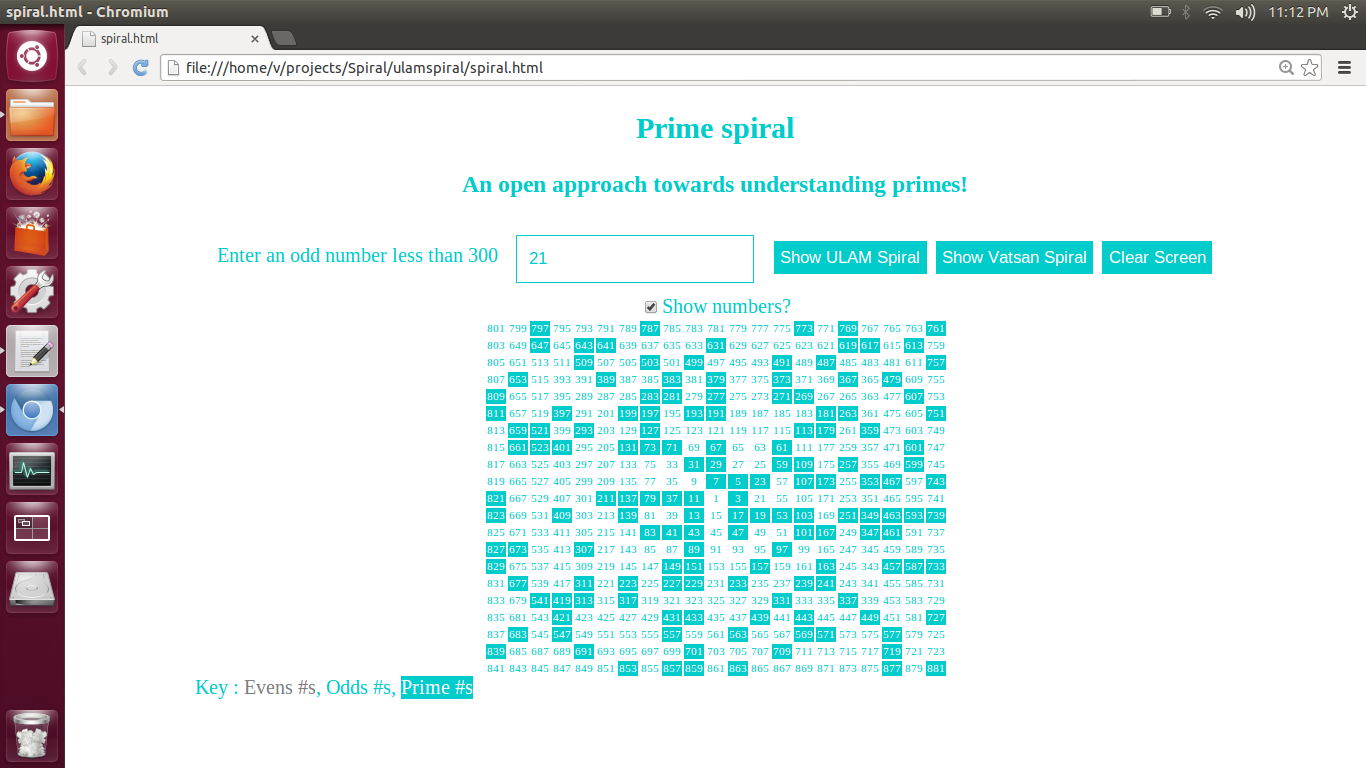 spiral.html - Chromium
11:12 PM
spiral.html
file:///home/v/projects/Spiral/ulamspiral/spiral.html
Prime spiral
An open approach towards understanding primes!
Enter an odd number less than 300
21
Show ULAM Spiral
Show Vatsan Spiral
Clear Screen
Show numbers?
801 799 797 795 793 791 789 787 785 783 781 779 777 775 773 771 769 767 765 763 761
803 649 647 645 643 641 639 637 635 633 631 629 627 625 623 621 619 617 615 613 759
805 651 513 511 509 507 505 503 501 499 497 495 493 491 489 487 485 483 481 611 757
807 653 515 393 391 389 387 385 383 381 379 377 375 373 371 369 367 365 479 609 755
809 655 517 395 289 287 285 283 281 279 277 275 273 271 269 267 265 363 477 607 753
811 657 519 397 291 201 199 197 195 193 191 189 187 185 183 181 263 361 475 605 751
813 659 521 399 293 203 129 127 125 123 121 119 117 115 113 179 261 359 473 603 749
815 661 523 401 295 205 131 73 71 69 67 65 63 61 111 177 259 357 471 601 747
817 663 525 403 297 207 133 75 33 31 29 27 25 59 109 175 257 355 469 599 745
819 665 527 405 299 209 135 77 35 9 7 5 23 57 107 173 255 353 467 597 743
821 667 529 407 301 211 137 79 37 11 1 3 21 55 105 171 253 351 465 595 741
823 669 531 409 303 213 139 81 39 13 15 17 19 53 103 169 251 349 463 593 739
825 671 533 411 305 215 141 83 41 43 45 47 49 51 101 167 249 347 461 591 737
827 673 535 413 307 217 143 85 87 89 91 93 95 97 99 165 247 345 459 589 735
829 675 537 415 309 219 145 147 149 151 153 155 157 159 161 163 245 343 457 587 733
831 677 539 417 311 221 223 225 227 229 231 233 235 237 239 241 243 341 455 585 731
833 679 541 419 313 315 317 319 321 323 325 327 329 331 333 335 337 339 453 583 729
835 681 543 421 423 425 427 429 431 433 435 437 439 441 443 445 447 449 451 581 727
837 683 545 547 549 551 553 555 557 559 561 563 565 567 569 571 573 575 577 579 725
839 685 687 689 691 693 695 697 699 701 703 705 707 709 711 713 715 717 719 721 723
841 843 845 847 849 851 853 855 857 859 861 863 865 867 869 871 873 875 877 879 881
Key : Evens #s, Odds #s, Prime #s